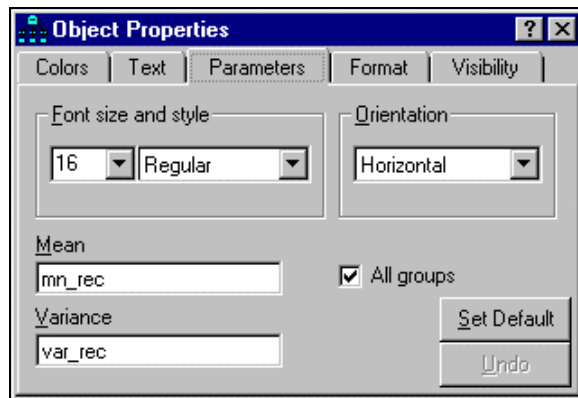 Object Properties
Colors Text Parameters Format Visibility
Font size and style
Orientation
16 Regular
Horizontal
Mean
mn_rec
All groups
Variance
var_rec
Set Default
Undo